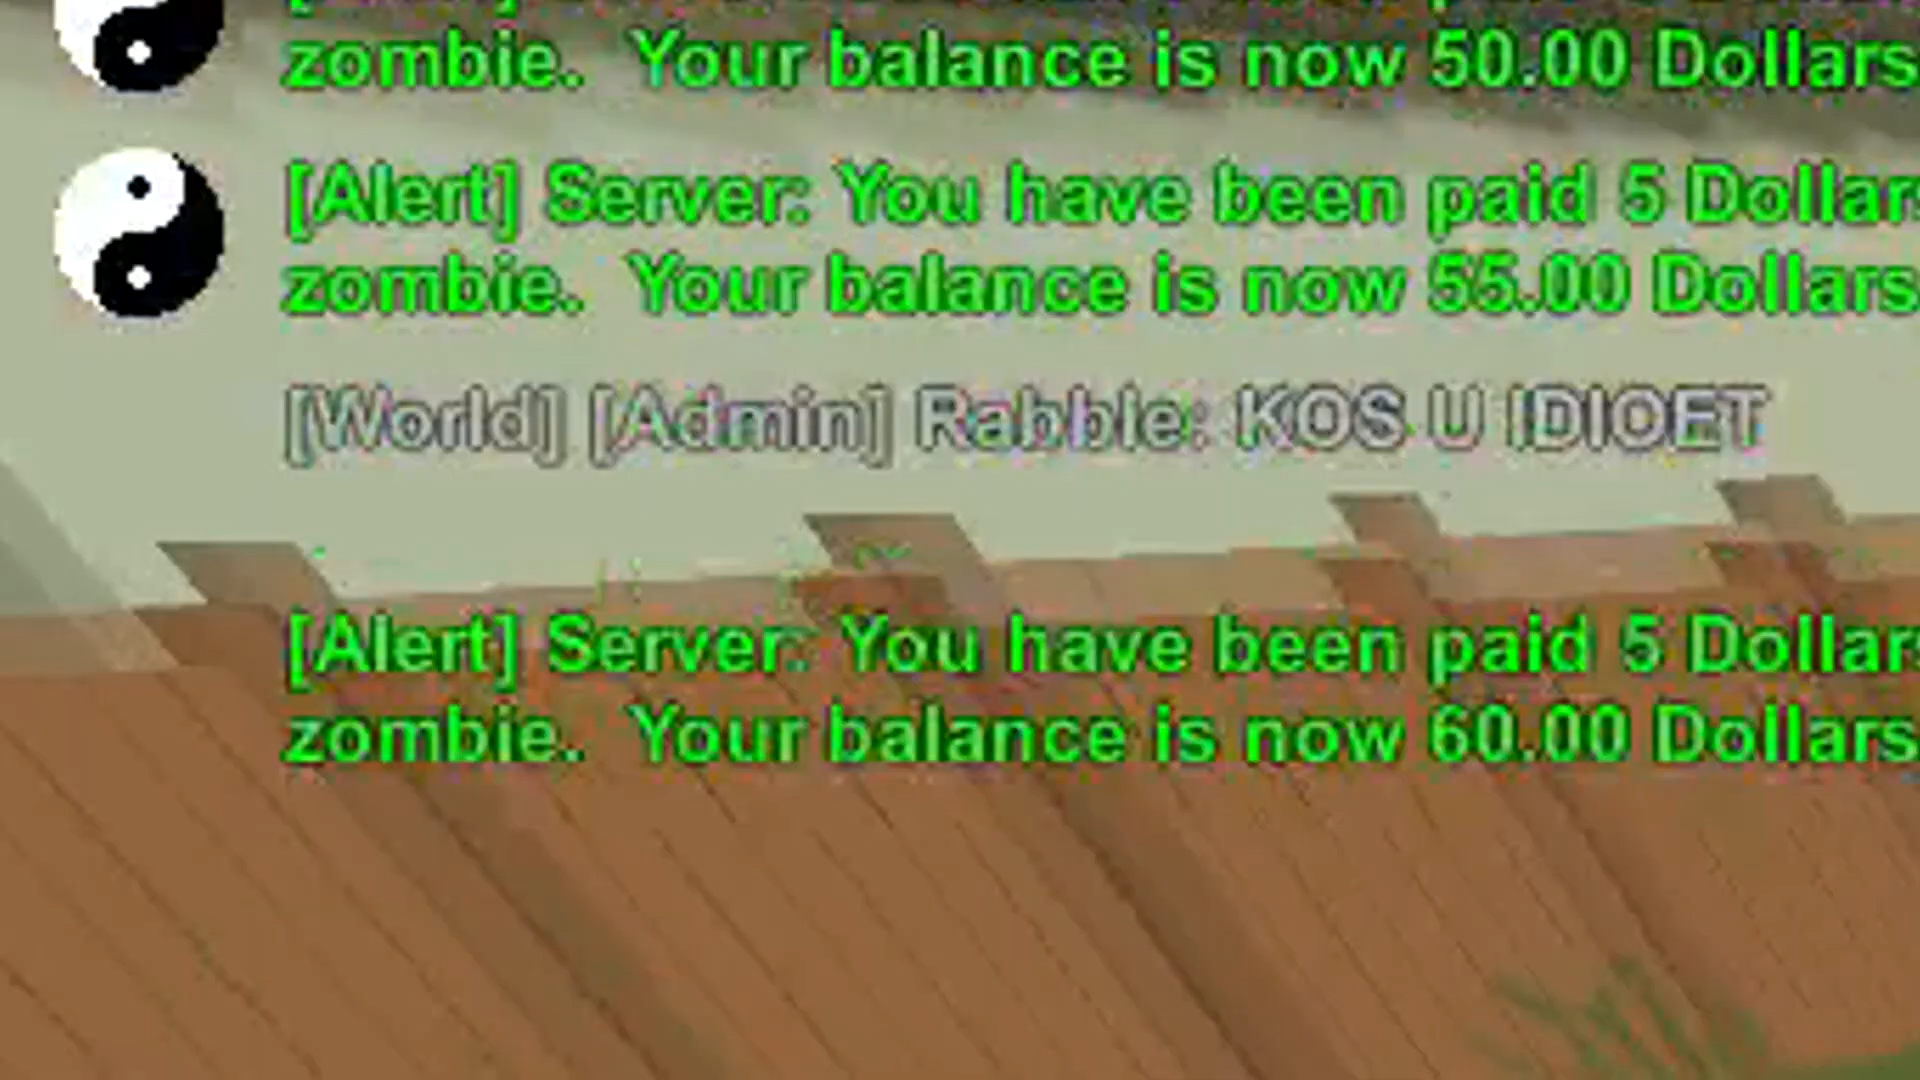 zombie. Your balance is now 50.00 Dollars
[Alert] Server: You have been paid 5 Dollars
zombie. Your balance is now 55.00 Dollars
[World] [Admin] Rabble: KOS U IDIOET
[Alert] Server: You have been paid 5 Dollars
zombie. Your balance is now 60.00 Dollars